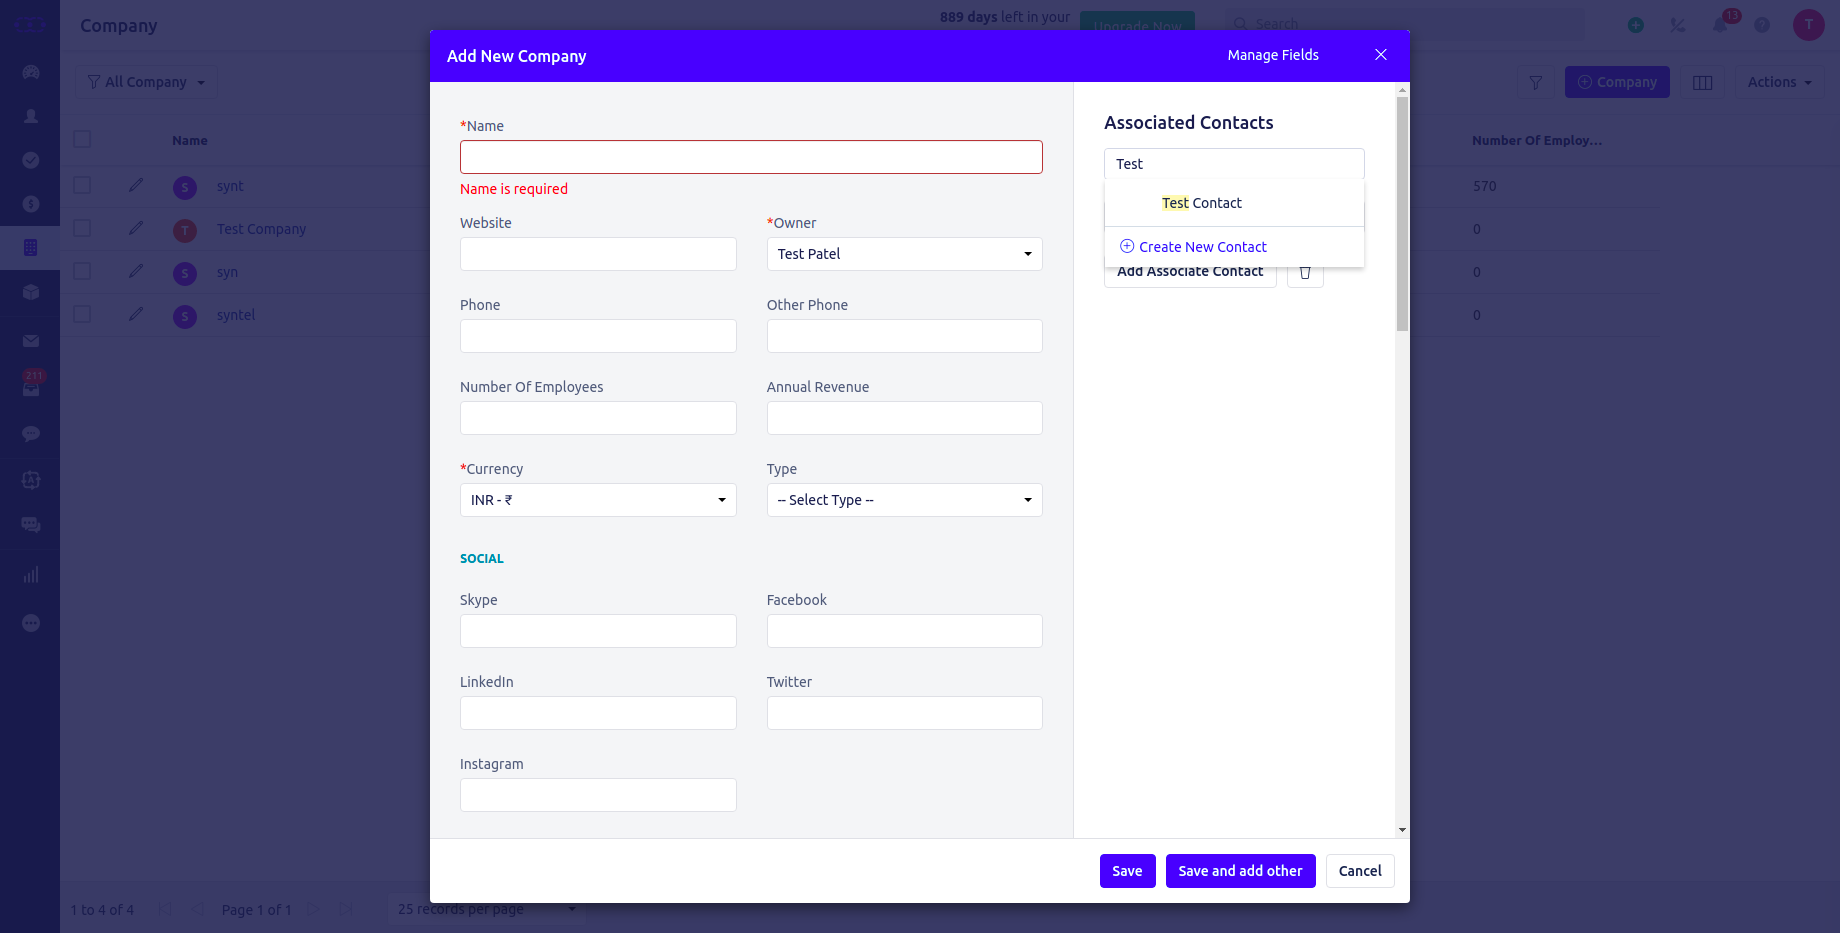 Company
889 days left in your
Upgrade Now
Search
13
T
Add New Company
Manage Fields
All Company
Company
Actions
Name
Number Of Employ...
S
synt
570
T
Test Company
0
S
syn
0
S
syntel
0
211
*Name
Name is required
Website
*Owner
Test Patel
Phone
Other Phone
Number Of Employees
Annual Revenue
*Currency
Type
INR - ₹
-- Select Type --
SOCIAL
Skype
Facebook
LinkedIn
Twitter
Instagram
Associated Contacts
Test
Test Contact
Create New Contact
Add Associate Contact
Save
Save and add other
Cancel
1 to 4 of 4
Page 1 of 1
25 records per page